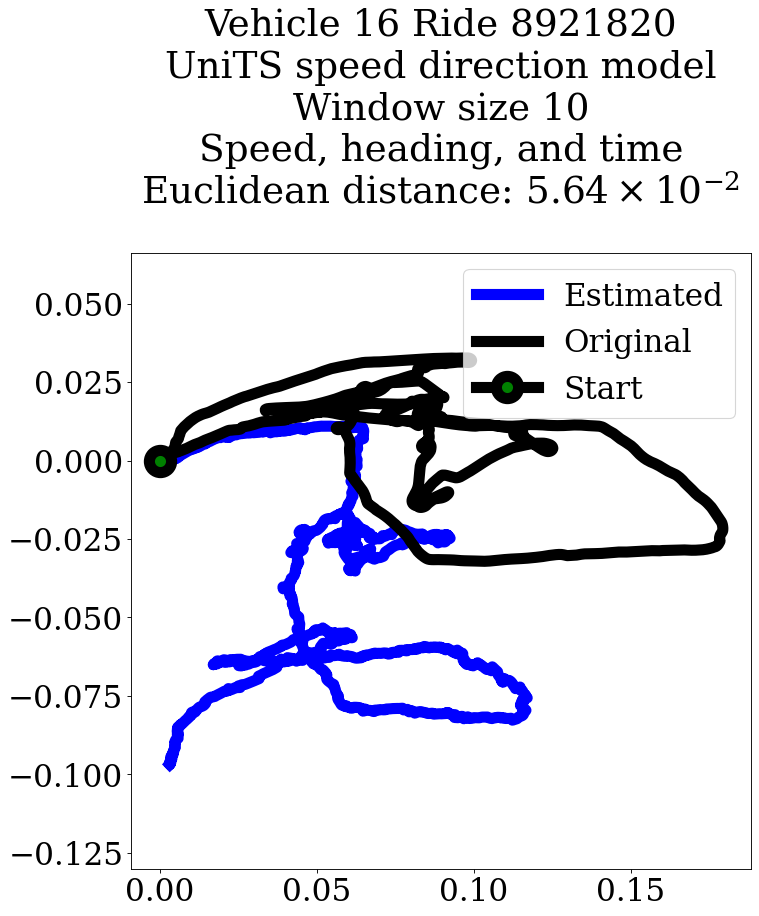 Vehicle 16 Ride 8921820
UniTS speed direction model
Window size 10
Speed, heading, and time
Euclidean distance: 5.64 × 10⁻²
Estimated
Original
Start
0.050
0.025
0.000
−0.025
−0.050
−0.075
−0.100
−0.125
0.00 0.05 0.10 0.15